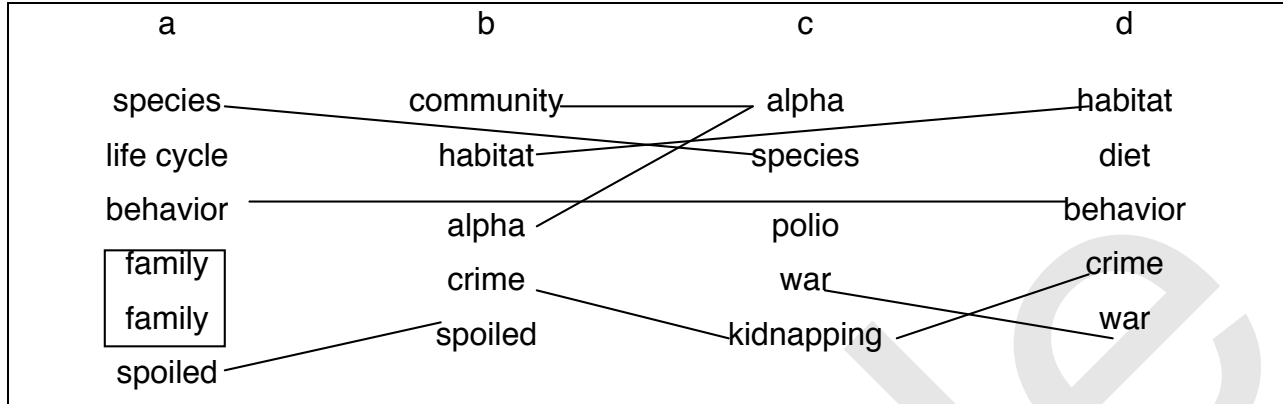 a b c d
species community alpha habitat
life cycle habitat species diet
behavior alpha polio behavior
family crime war crime
family spoiled kidnapping war
spoiled